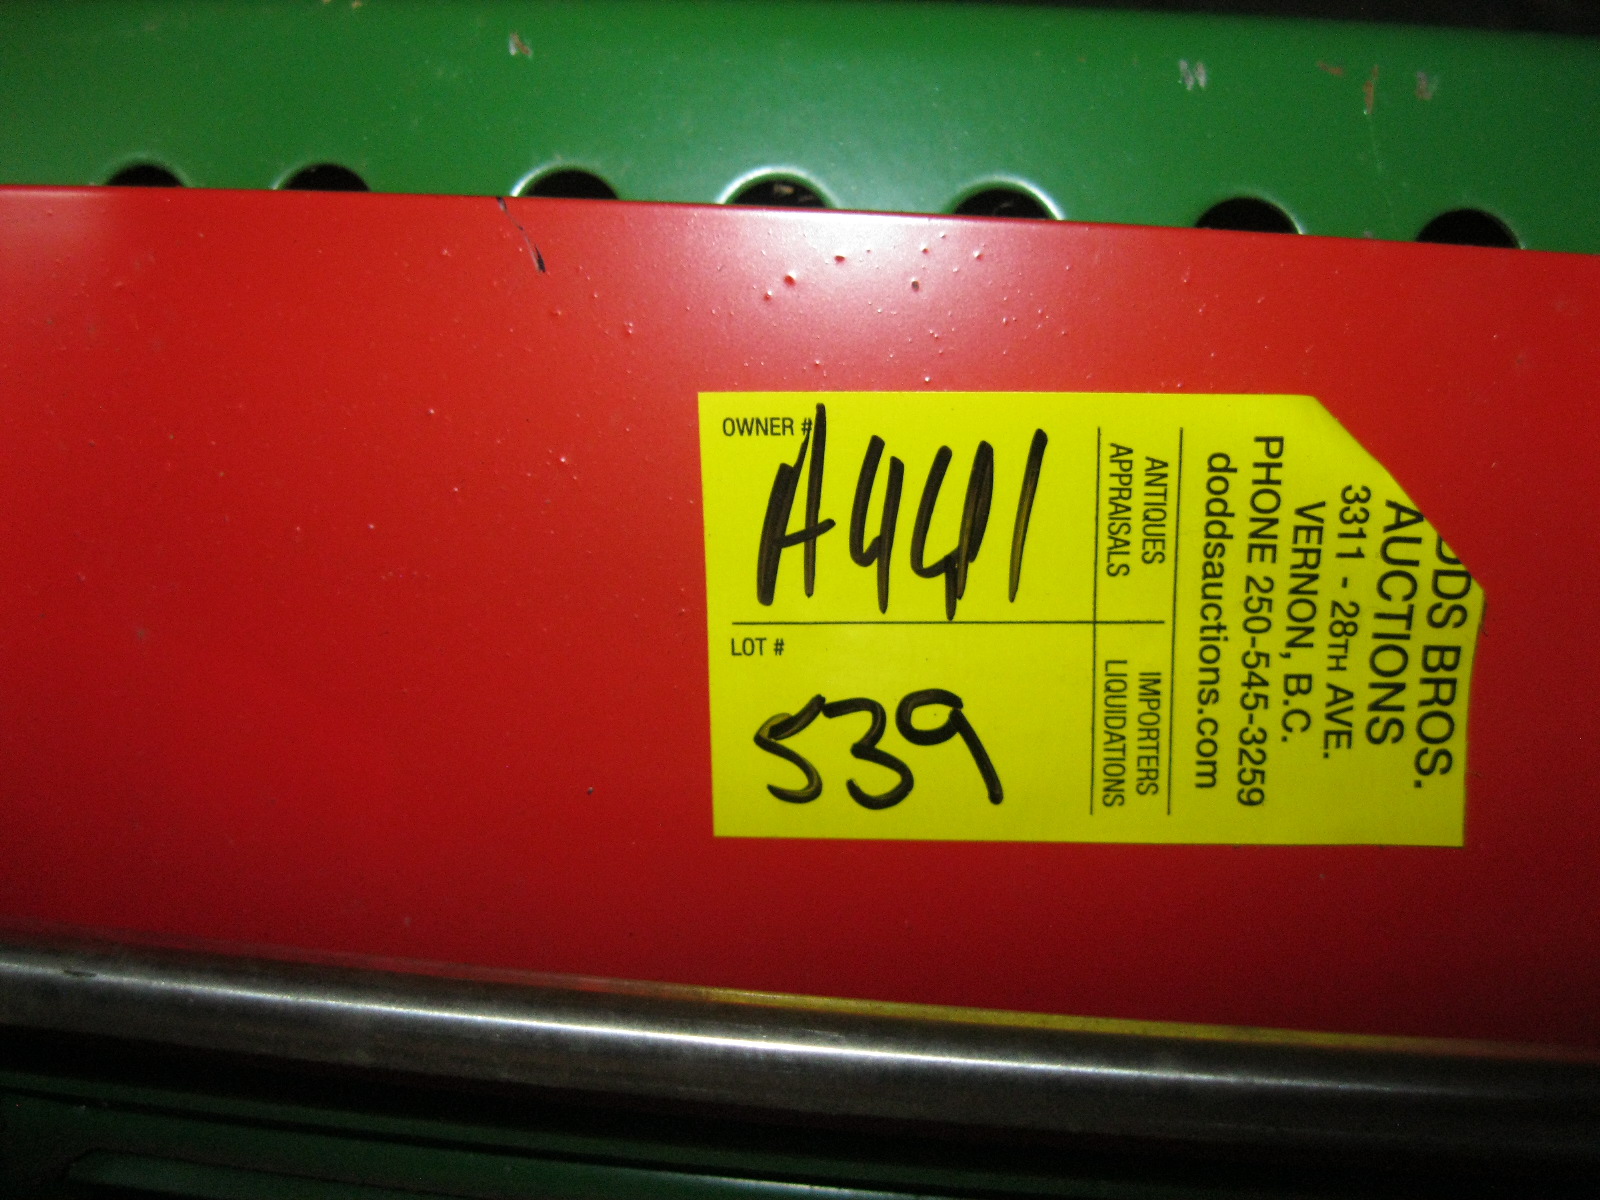 OWNER #
A441
LOT #
539
ANTIQUES IMPORTERS
APPRAISALS LIQUIDATIONS
BROS.
AUCTIONS
3311 - 28TH AVE.
VERNON, B.C.
PHONE 250-545-3259
doddsauctions.com